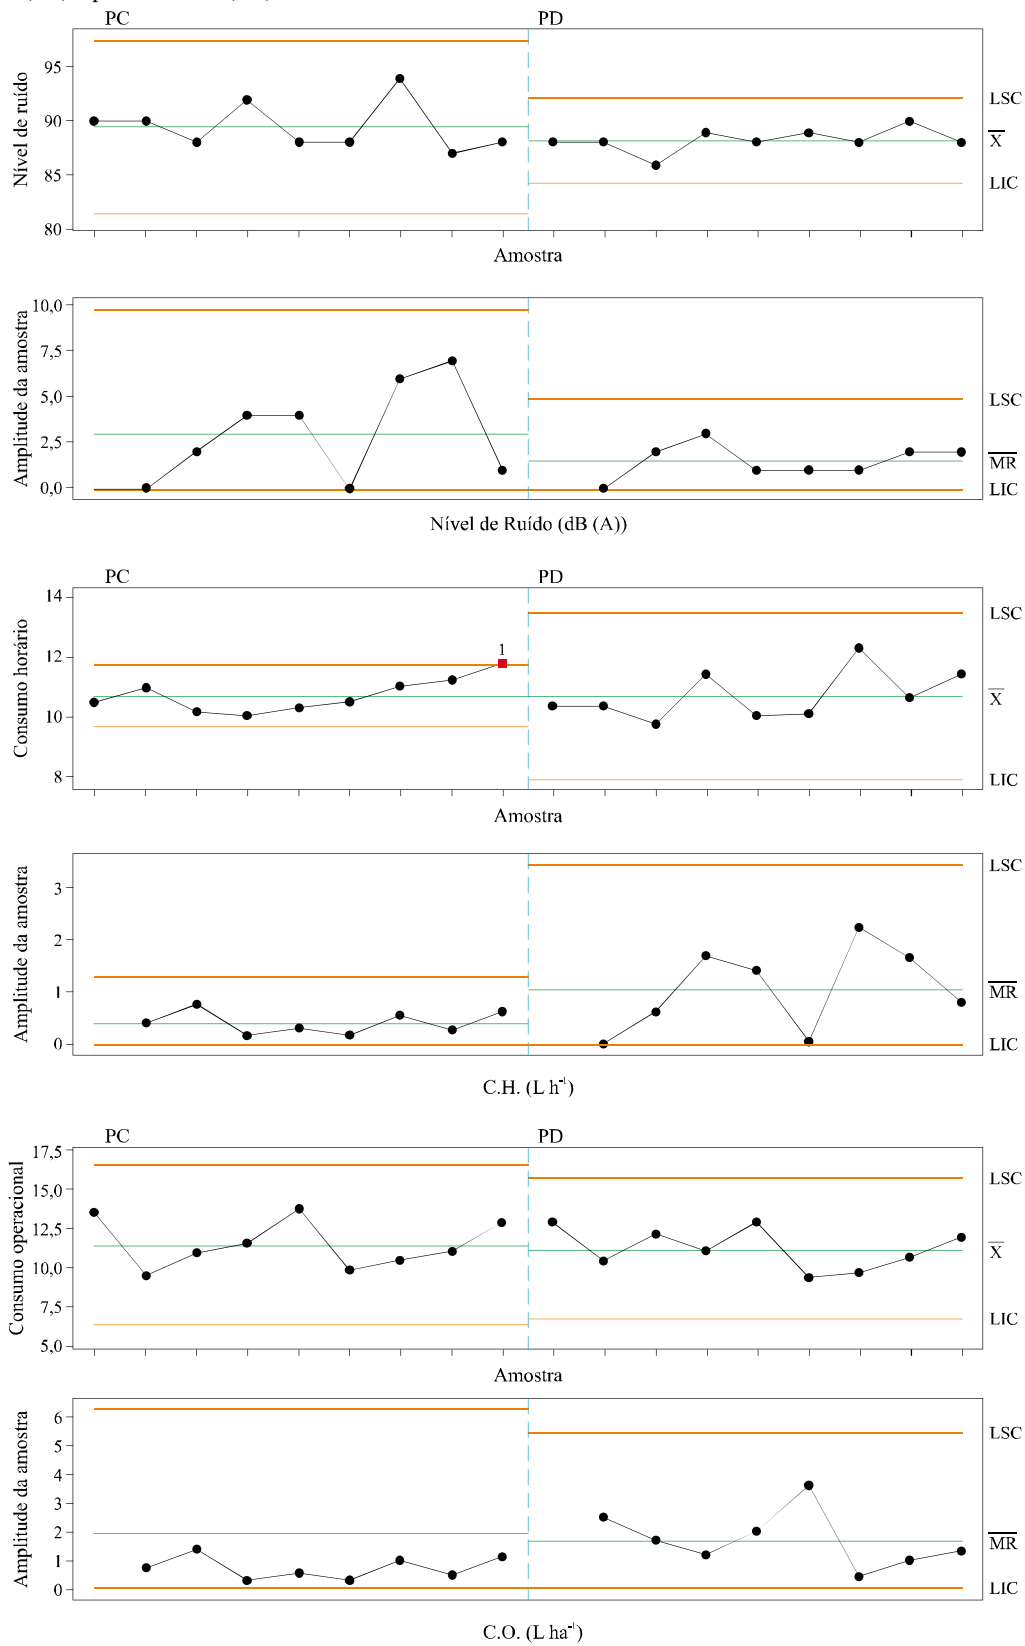 PC PD
Nível de ruído
95
90
85
80
LSC
X
LIC
Amostra
Amplitude da amostra
10,0
7,5
5,0
2,5
0,0
LSC
MR
LIC
Nível de Ruído (dB (A))
PC PD
Consumo horário
14
12
10
8
1
LSC
X
LIC
Amostra
Amplitude da amostra
3
2
1
0
LSC
MR
LIC
C.H. (L h⁻¹)
PC PD
Consumo operacional
17,5
15,0
12,5
10,0
7,5
5,0
LSC
X
LIC
Amostra
Amplitude da amostra
6
5
4
3
2
1
0
LSC
MR
LIC
C.O. (L ha⁻¹)